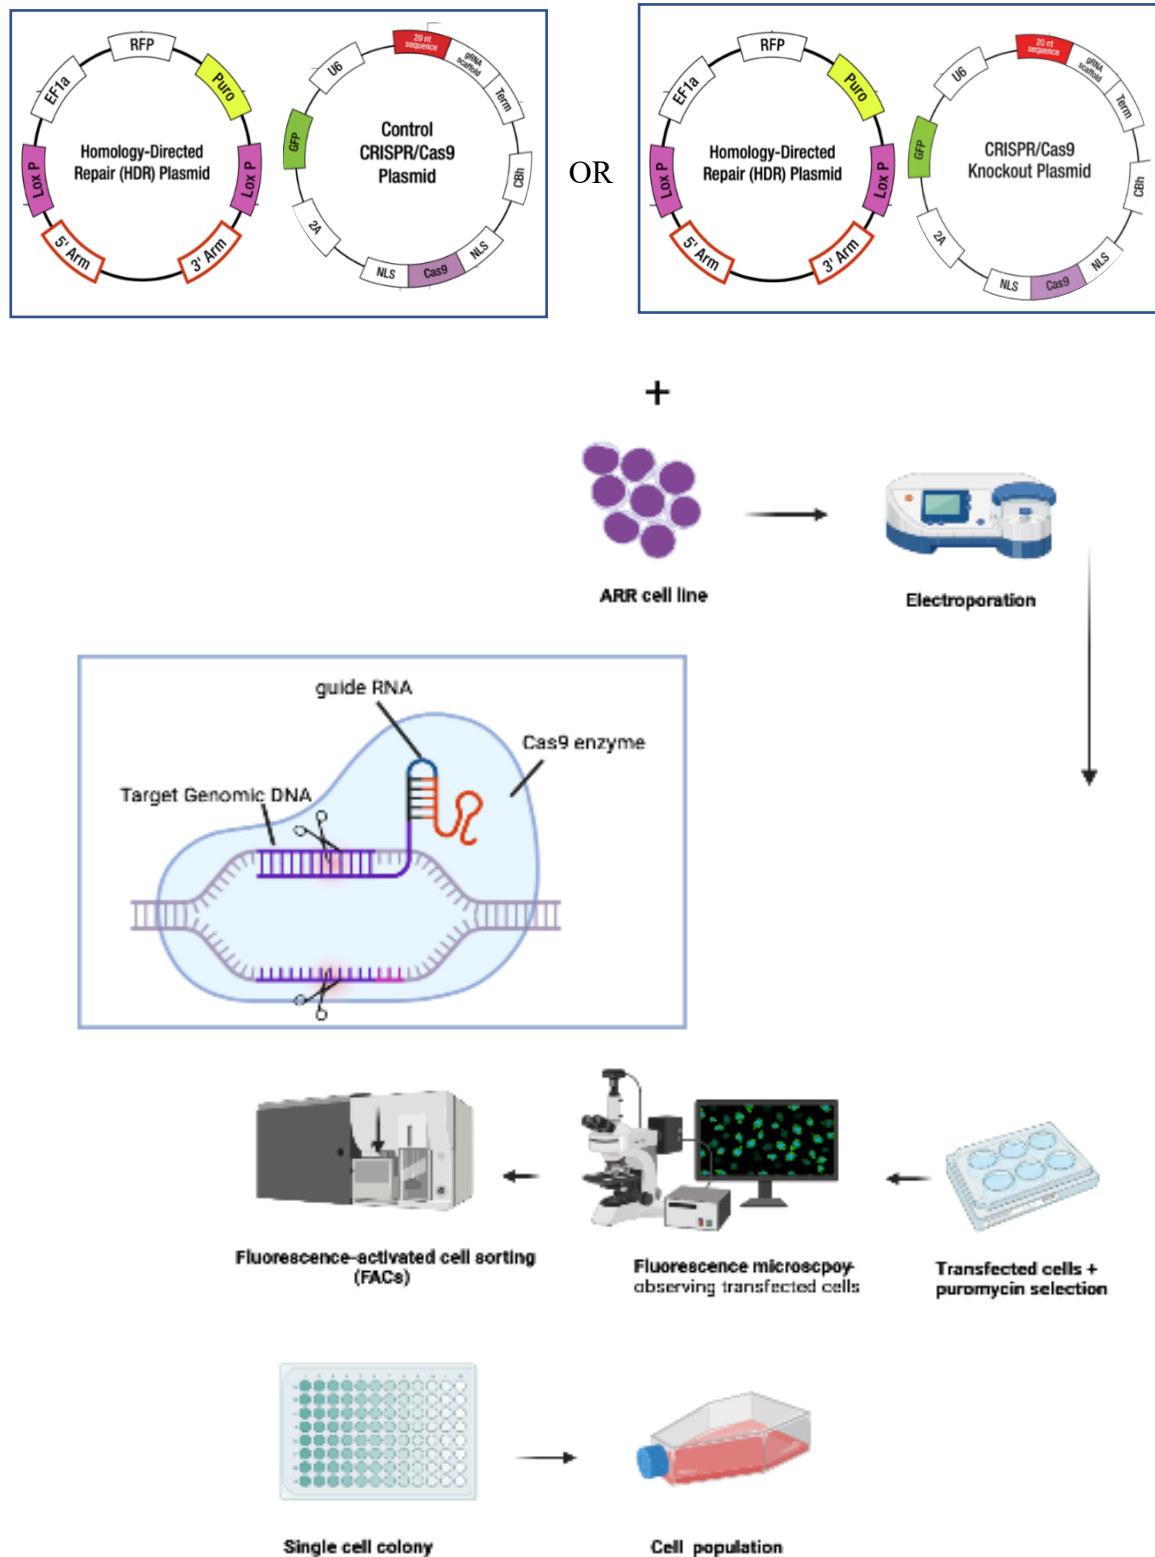 RFP
EF1a
Puro
Lox P
Lox P
5' Arm
3' Arm
Homology-Directed
Repair (HDR) Plasmid
20 nt
sequence
gRNA
scaffold
U6
Term
GFP
CBh
2A
NLS
Cas9
NLS
Control
CRISPR/Cas9
Plasmid
OR
RFP
EF1a
Puro
Lox P
Lox P
5' Arm
3' Arm
Homology-Directed
Repair (HDR) Plasmid
20 nt
sequence
gRNA
scaffold
U6
Term
GFP
CBh
2A
NLS
Cas9
NLS
CRISPR/Cas9
Knockout Plasmid
+
ARR cell line
Electroporation
guide RNA
Cas9 enzyme
Target Genomic DNA
Fluorescence-activated cell sorting
(FACs)
Fluorescence microscpoy-
observing transfected cells
Transfected cells +
puromycin selection
Single cell colony
Cell population